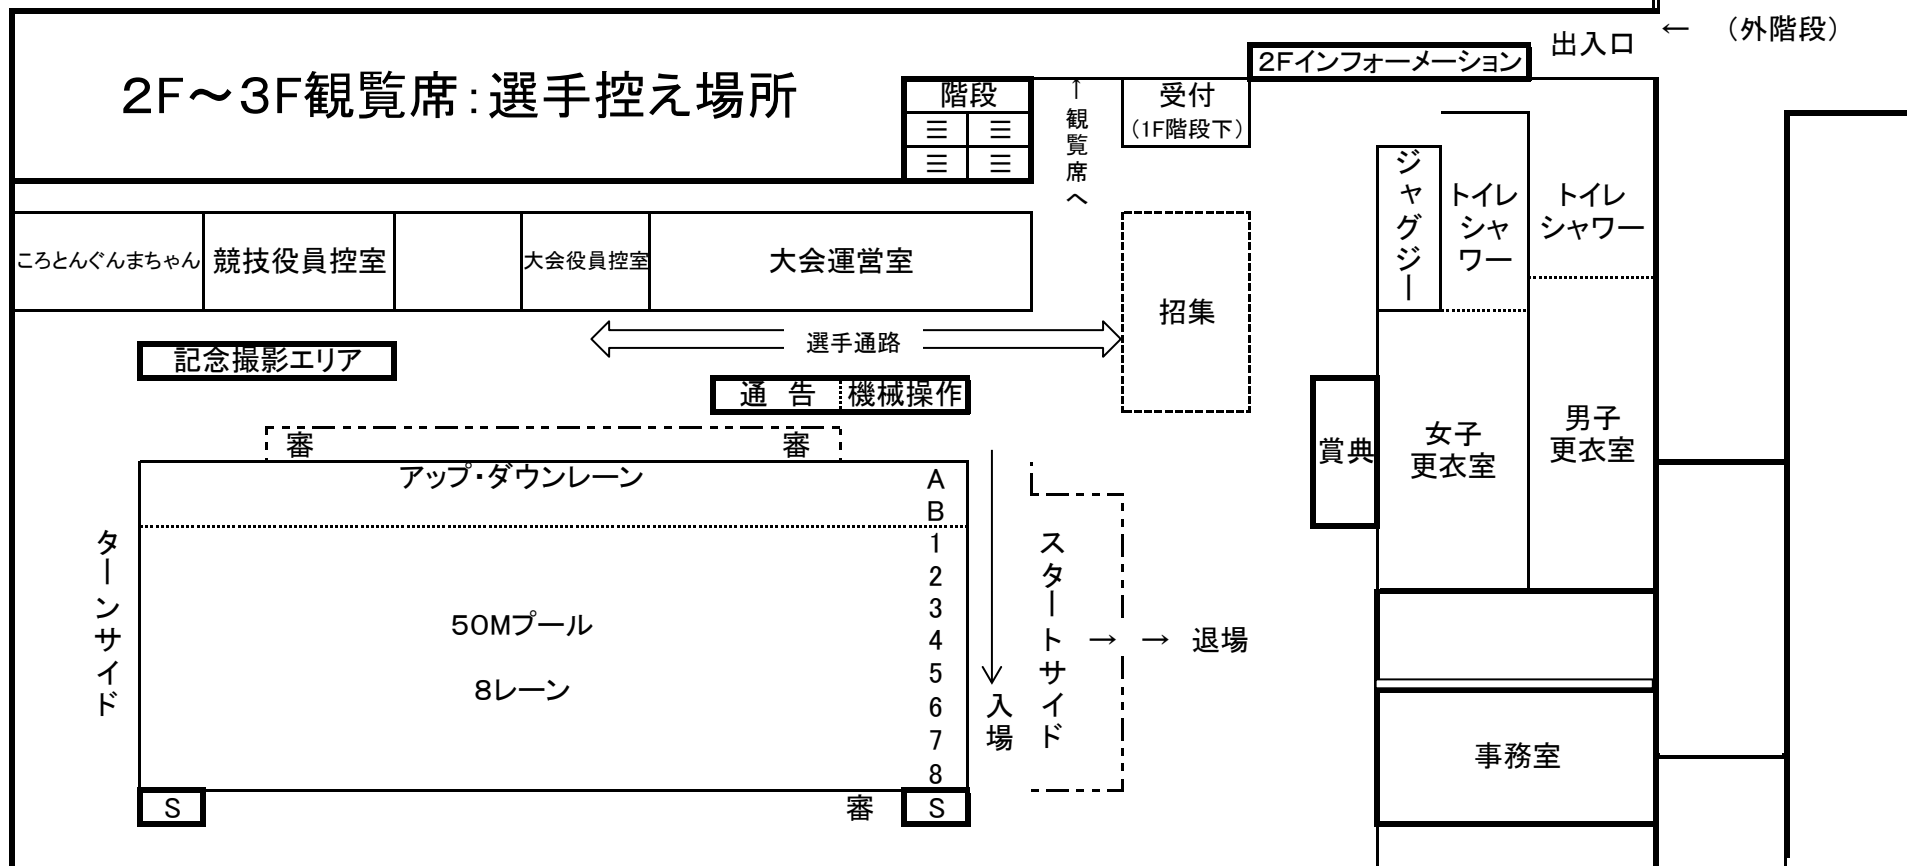 ← （外階段）
出入口
2Fインフォーメーション
2F～3F観覧席：選手控え場所
階段
三 三
三 三
↑観覧席へ
受付
（1F階段下）
ジャグジー
トイレ
シャ
ワー
トイレ
シャワー
ころとんぐんまちゃん
競技役員控室
大会役員控室
大会運営室
招集
選手通路
記念撮影エリア
通 告
機械操作
賞典
女子
更衣室
男子
更衣室
審
審
アップ・ダウンレーン
A
B
1
2
3
4
5
6
7
8
ターンサイド
50Mプール
8レーン
入場
スタートサイド
→ → 退場
事務室
S
審
S